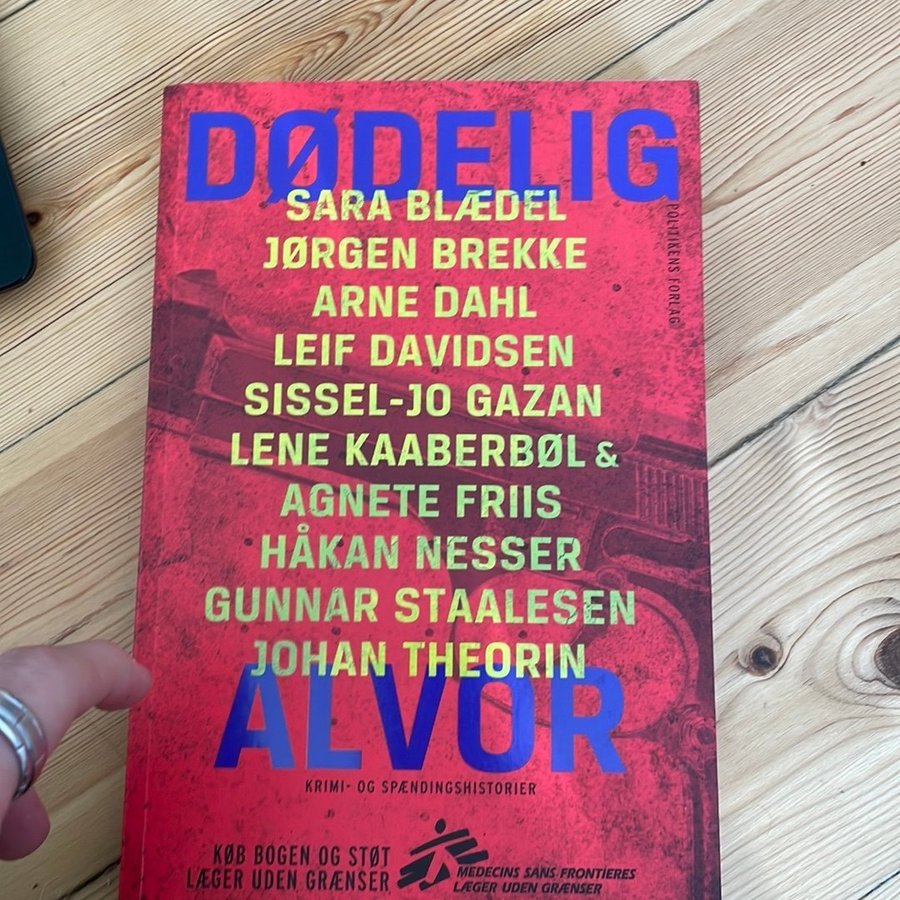 DØDELIG
SARA BLÆDEL
JØRGEN BREKKE
ARNE DAHL
LEIF DAVIDSEN
SISSEL-JO GAZAN
LENE KAABERBØL &
AGNETE FRIIS
HÅKAN NESSER
GUNNAR STAALESEN
JOHAN THEORIN
ALVOR
KRIMI- OG SPÆNDINGSHISTORIER
POLITIKENS FORLAG
KØB BOGEN OG STØT
LÆGER UDEN GRÆNSER
MEDECINS SANS FRONTIERES
LÆGER UDEN GRÆNSER